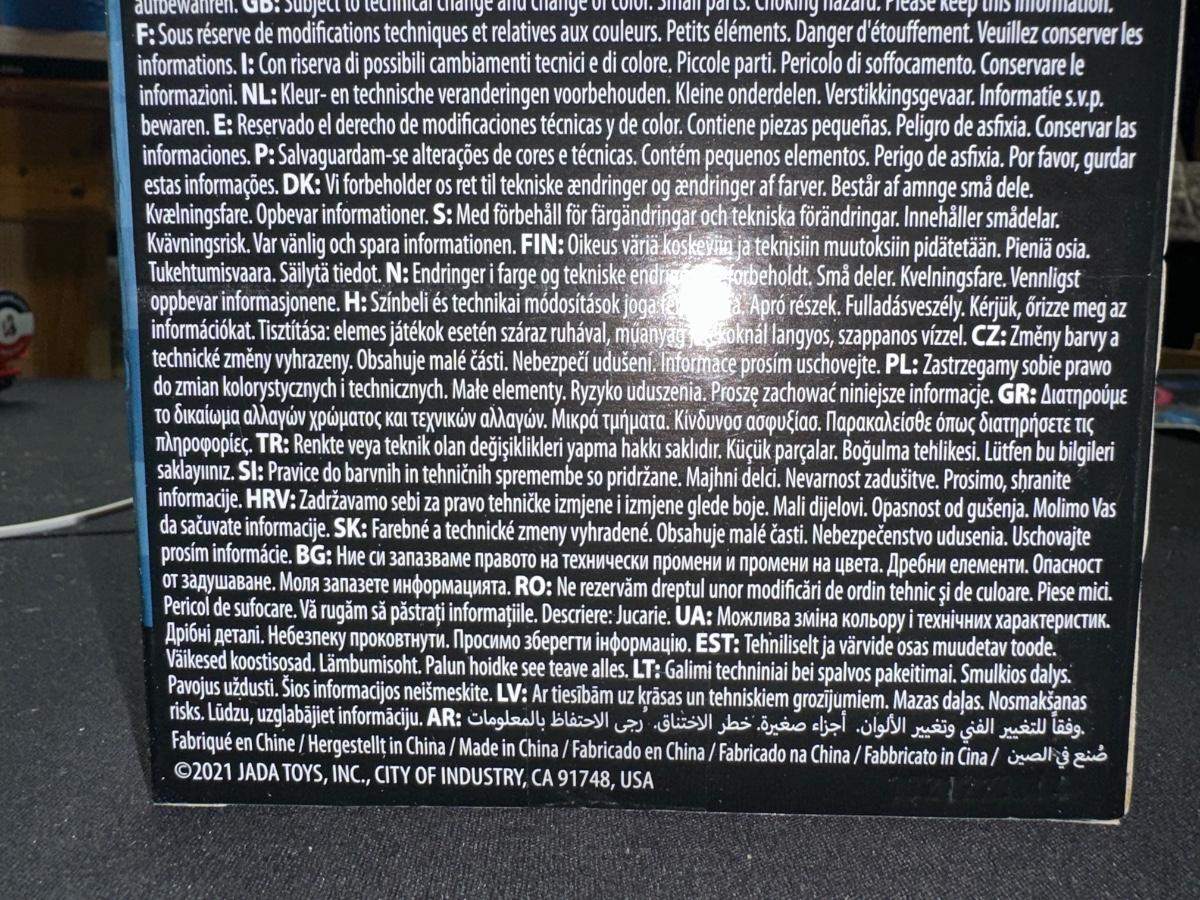 aufbewahren. GB: Subject to technical change and change of color. Small parts. Choking hazard. Please keep this information.
F: Sous réserve de modifications techniques et relatives aux couleurs. Petits éléments. Danger d'étouffement. Veuillez conserver les
informations. I: Con riserva di possibili cambiamenti tecnici e di colore. Piccole parti. Pericolo di soffocamento. Conservare le
informazioni. NL: Kleur- en technische veranderingen voorbehouden. Kleine onderdelen. Verstikkingsgevaar. Informatie s.v.p.
bewaren. E: Reservado el derecho de modificaciones técnicas y de color. Contiene piezas pequeñas. Peligro de asfixia. Conservar las
informaciones. P: Salvaguardam-se alterações de cores e técnicas. Contém pequenos elementos. Perigo de asfixia. Por favor, gurdar
estas informações. DK: Vi forbeholder os ret til tekniske ændringer og ændringer af farver. Består af amnge små dele.
Kvælningsfare. Opbevar informationer. S: Med förbehåll för färgändringar och tekniska förändringar. Innehåller smådelar.
Kvävningsrisk. Var vänlig och spara informationen. FIN: Oikeus väriä koskeviin ja teknisiin muutoksiin pidätetään. Pieniä osia.
Tukehtumisvaara. Säilytä tiedot. N: Endringer i farge og tekniske forbeholdt. Små deler. Kvelningsfare. Vennligst
oppbevar informasjonene. H: Színbeli és technikai módosítások Apró részek. Fulladásveszély. Kérjük, őrizze meg az
információkat. Tisztítása: elemes játékok esetén száraz ruhával, műanyag langyos, szappanos vízzel. CZ: Změny barvy a
technické změny vyhrazeny. Obsahuje malé části. Nebezpečí udušeni. Informace prosím uschovejte. PL: Zastrzegamy sobie prawo
do zmian kolorystycznych i technicznych. Małe elementy. Ryzyko uduszenia. Proszę zachować niniejsze informacje. GR: Διατηρούμε
το δικαίωμα αλλαγών χρώματος και τεχνικών αλλαγών. Μικρά τμήματα. Κίνδυνοσ ασφυξίασ. Παρακαλείσθε όπως διατηρήσετε τις
πληροφορίες. TR: Renkte veya teknik olan değişiklikleri yapma hakkı saklıdır. Küçük parçalar. Boğulma tehlikesi. Lütfen bu bilgileri
saklayıınız. SI: Pravice do barvnih in tehničnih sprememb so pridržane. Majhni delci. Nevarnost zadušitve. Prosimo, shranite
informacije. HRV: Zadržavamo sebi za pravo tehničke izmjene i izmjene glede boje. Mali dijelovi. Opasnost od gušenja. Molimo Vas
da sačuvate informacije. SK: Farebné a technické zmeny vyhradené. Obsahuje malé časti. Nebezpečenstvo udusenia. Uschovajte
prosím informácie. BG: Ние си запазваме правото на технически промени и промени на цвета. Дребни елементи. Опасност
от задушаване. Моля запазете информацията. RO: Ne rezervăm dreptul unor modificări de ordin tehnic şi de culoare. Piese mici.
Pericol de sufocare. Vă rugăm să păstrați informațiile. Descriere: Jucarie. UA: Можлива зміна кольору і технічних характеристик.
Дрібні деталі. Небезпеку проковтнути. Просимо зберегти інформацію. EST: Tehniliselt ja värvide osas muudetav toode.
Väikesed koostisosad. Lämbumisoht. Palun hoidke see teave alles. LT: Galimi techniniai bei spalvos pakeitimai. Smulkios dalys.
Pavojus uždusti. Šios informacijos neišmeskite. LV: Ar tiesībām uz krāsas un tehniskiem grozījumiem. Mazas daļas. Nosmakšanas
risks. Lūdzu, uzglabājiet informāciju. AR: وفقاً للتغيير الفني وتغيير الألوان. أجزاء صغيرة. خطر الاختناق. رُجى الاحتفاظ بالمعلومات.
Fabriqué en Chine / Hergestellt in China / Made in China / Fabricado en China / Fabricado na China / Fabbricato in Cina / صُنع في الصين
©2021 JADA TOYS, INC., CITY OF INDUSTRY, CA 91748, USA